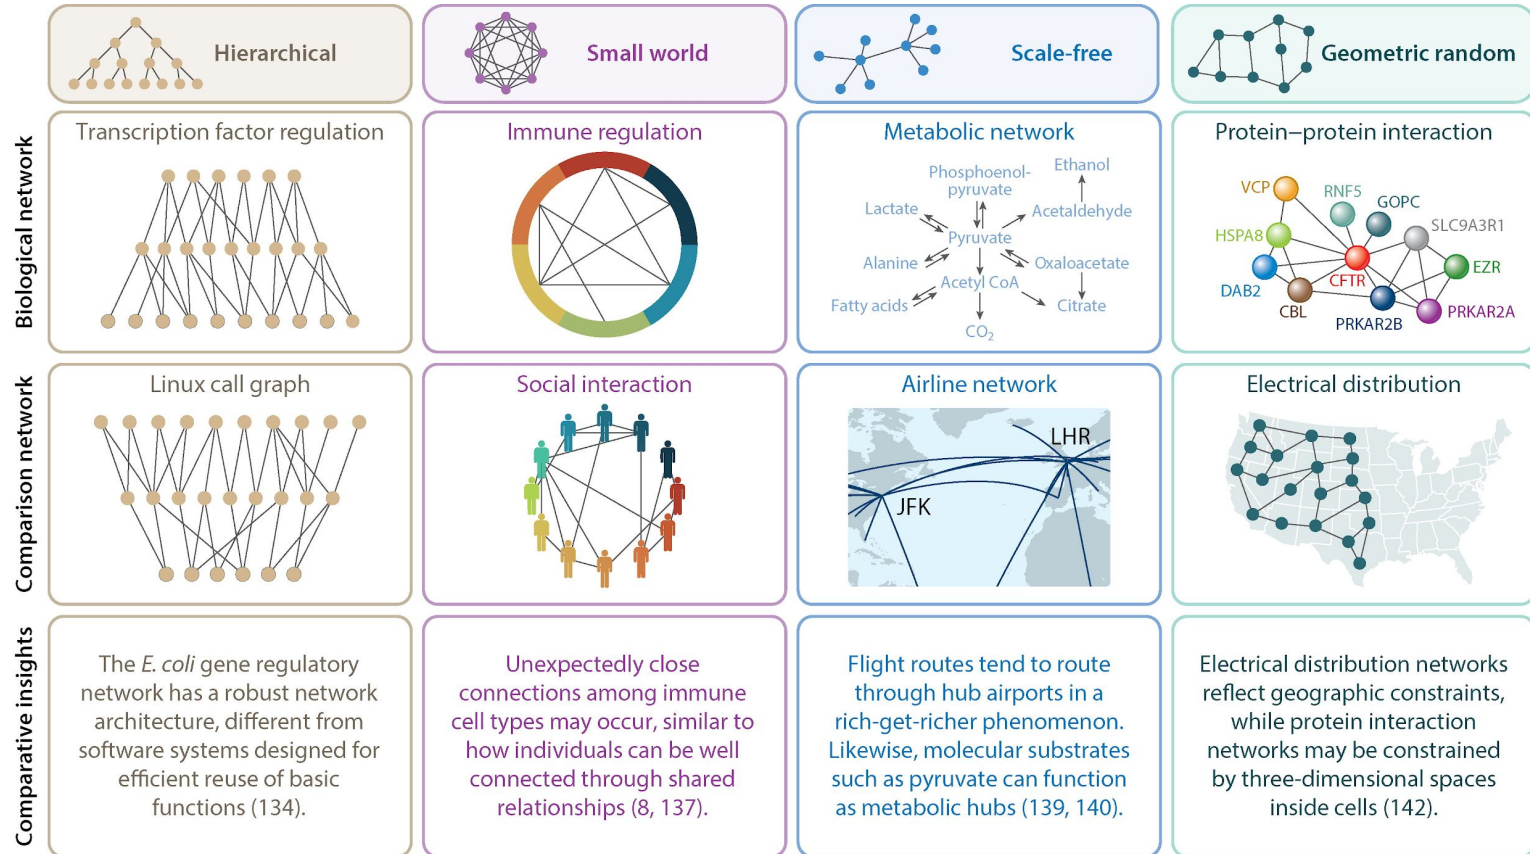 Hierarchical
Small world
Scale-free
Geometric random
Biological network
Transcription factor regulation
Immune regulation
Metabolic network
Phosphoenol-
pyruvate
Ethanol
Lactate
Acetaldehyde
Pyruvate
Alanine
Oxaloacetate
Acetyl CoA
Fatty acids
Citrate
CO₂
Protein–protein interaction
VCP
RNF5
GOPC
SLC9A3R1
HSPA8
EZR
DAB2
CFTR
CBL
PRKAR2B
PRKAR2A
Comparison network
Linux call graph
Social interaction
Airline network
LHR
JFK
Electrical distribution
Comparative insights
The E. coli gene regulatory
network has a robust network
architecture, different from
software systems designed for
efficient reuse of basic
functions (134).
Unexpectedly close
connections among immune
cell types may occur, similar to
how individuals can be well
connected through shared
relationships (8, 137).
Flight routes tend to route
through hub airports in a
rich-get-richer phenomenon.
Likewise, molecular substrates
such as pyruvate can function
as metabolic hubs (139, 140).
Electrical distribution networks
reflect geographic constraints,
while protein interaction
networks may be constrained
by three-dimensional spaces
inside cells (142).